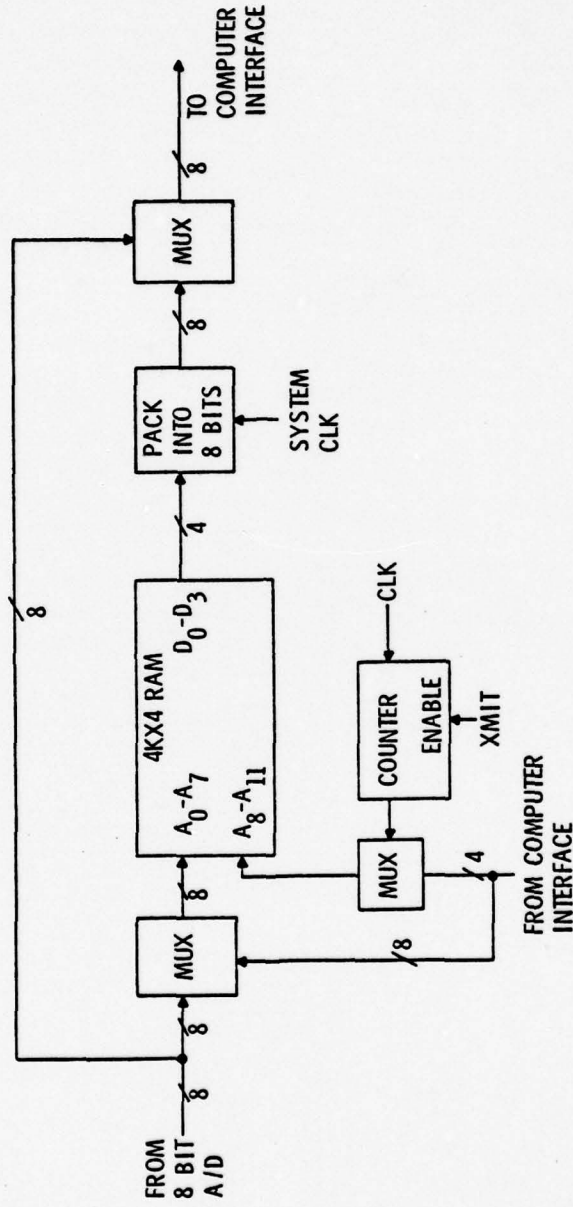 FROM
8 BIT
A/D
8
8
MUX
8
8
8
4KX4 RAM
A0-A7
D0-D3
A8-A11
4
PACK
INTO
8 BITS
SYSTEM
CLK
8
MUX
8
TO
COMPUTER
INTERFACE
MUX
4
FROM COMPUTER
INTERFACE
COUNTER
ENABLE
CLK
XMIT